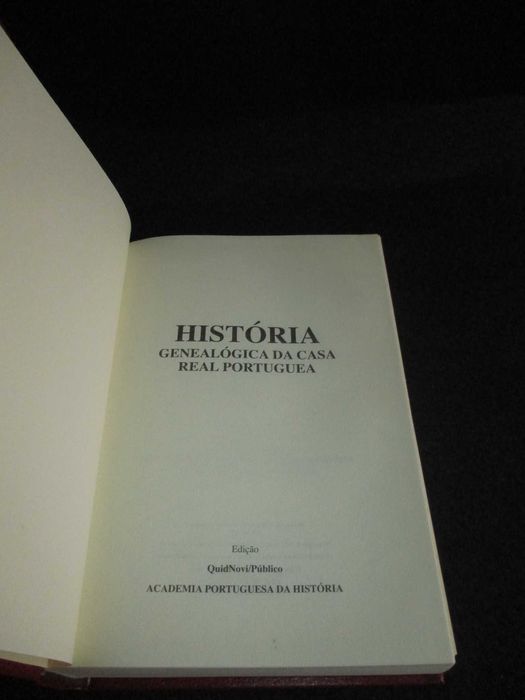 HISTÓRIA
GENEALÓGICA DA CASA
REAL PORTUGUEA
Edição
QuidNovi/Público
ACADEMIA PORTUGUESA DA HISTÓRIA